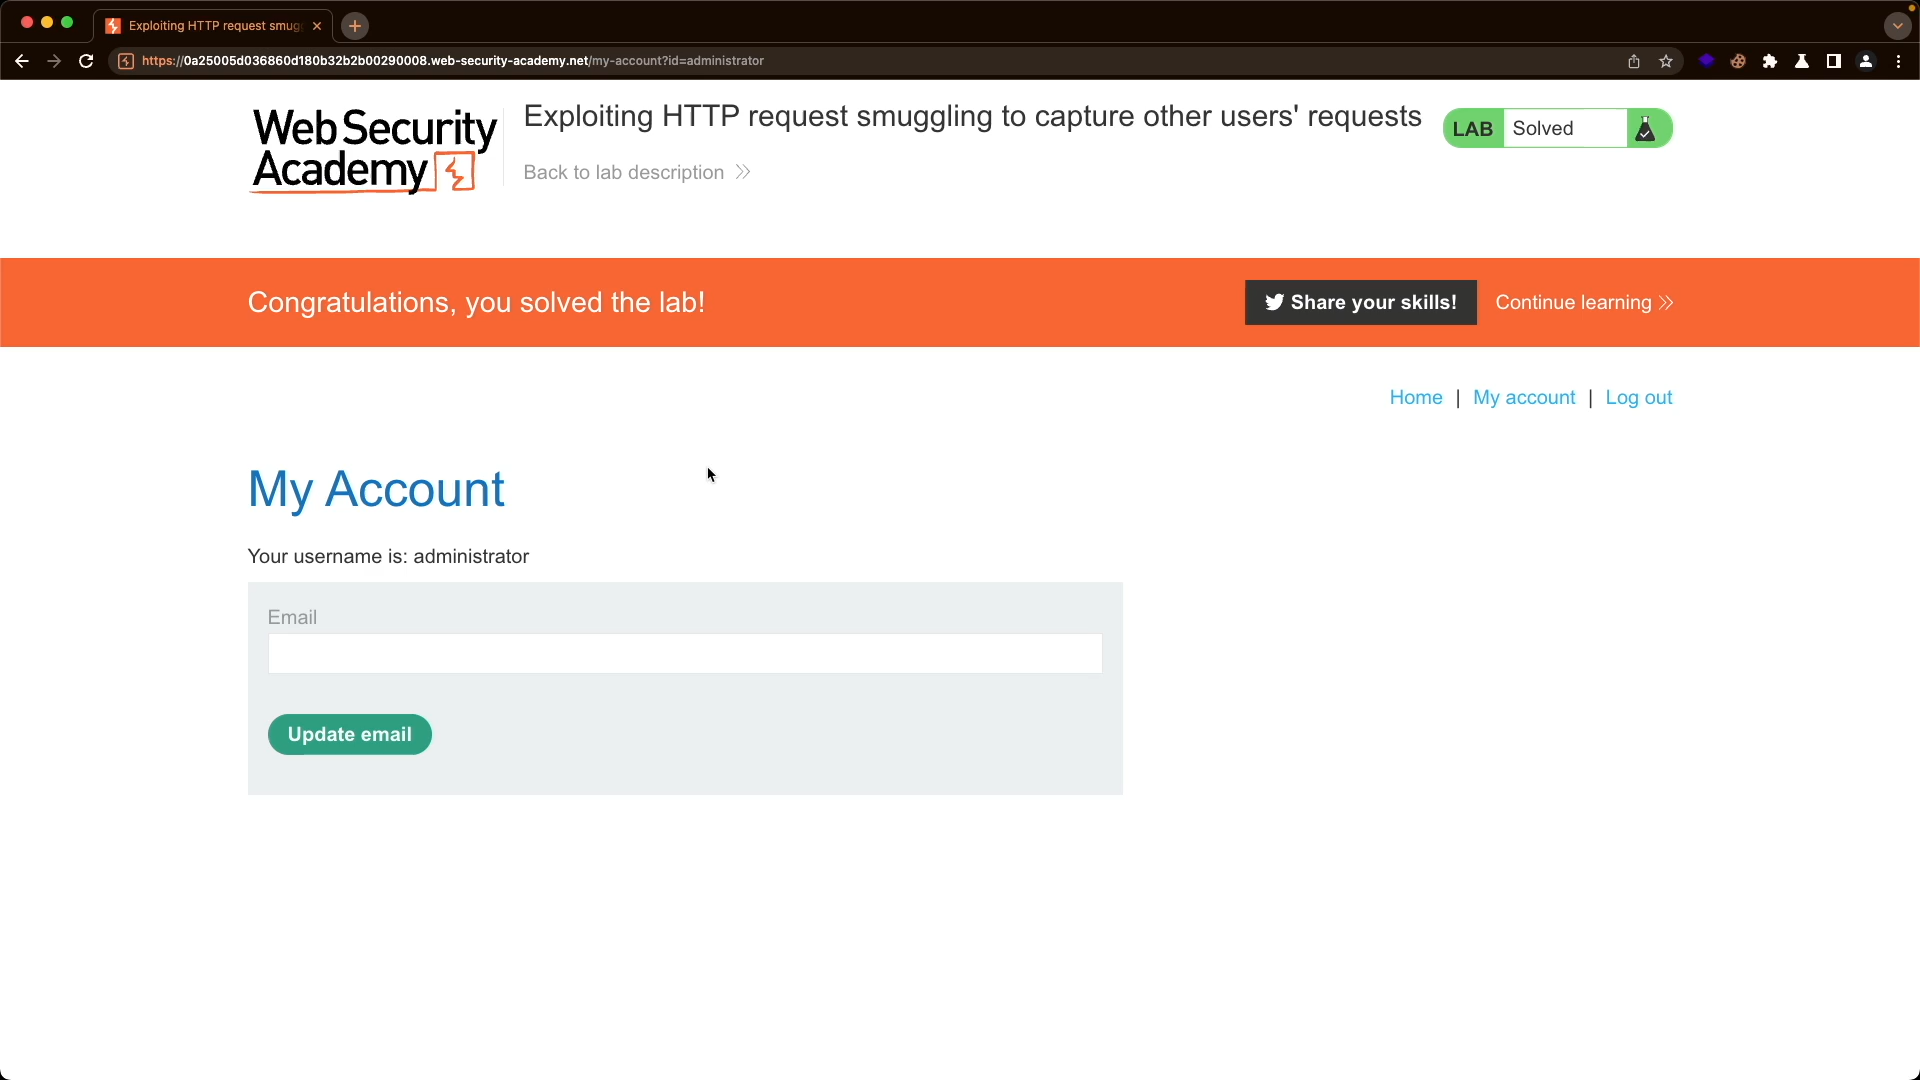 Exploiting HTTP request smug
https://0a25005d036860d180b32b2b00290008.web-security-academy.net/my-account?id=administrator
Web Security
Academy
Exploiting HTTP request smuggling to capture other users' requests
Back to lab description
LAB Solved
Congratulations, you solved the lab!
Share your skills!
Continue learning
Home | My account | Log out
My Account
Your username is: administrator
Email
Update email